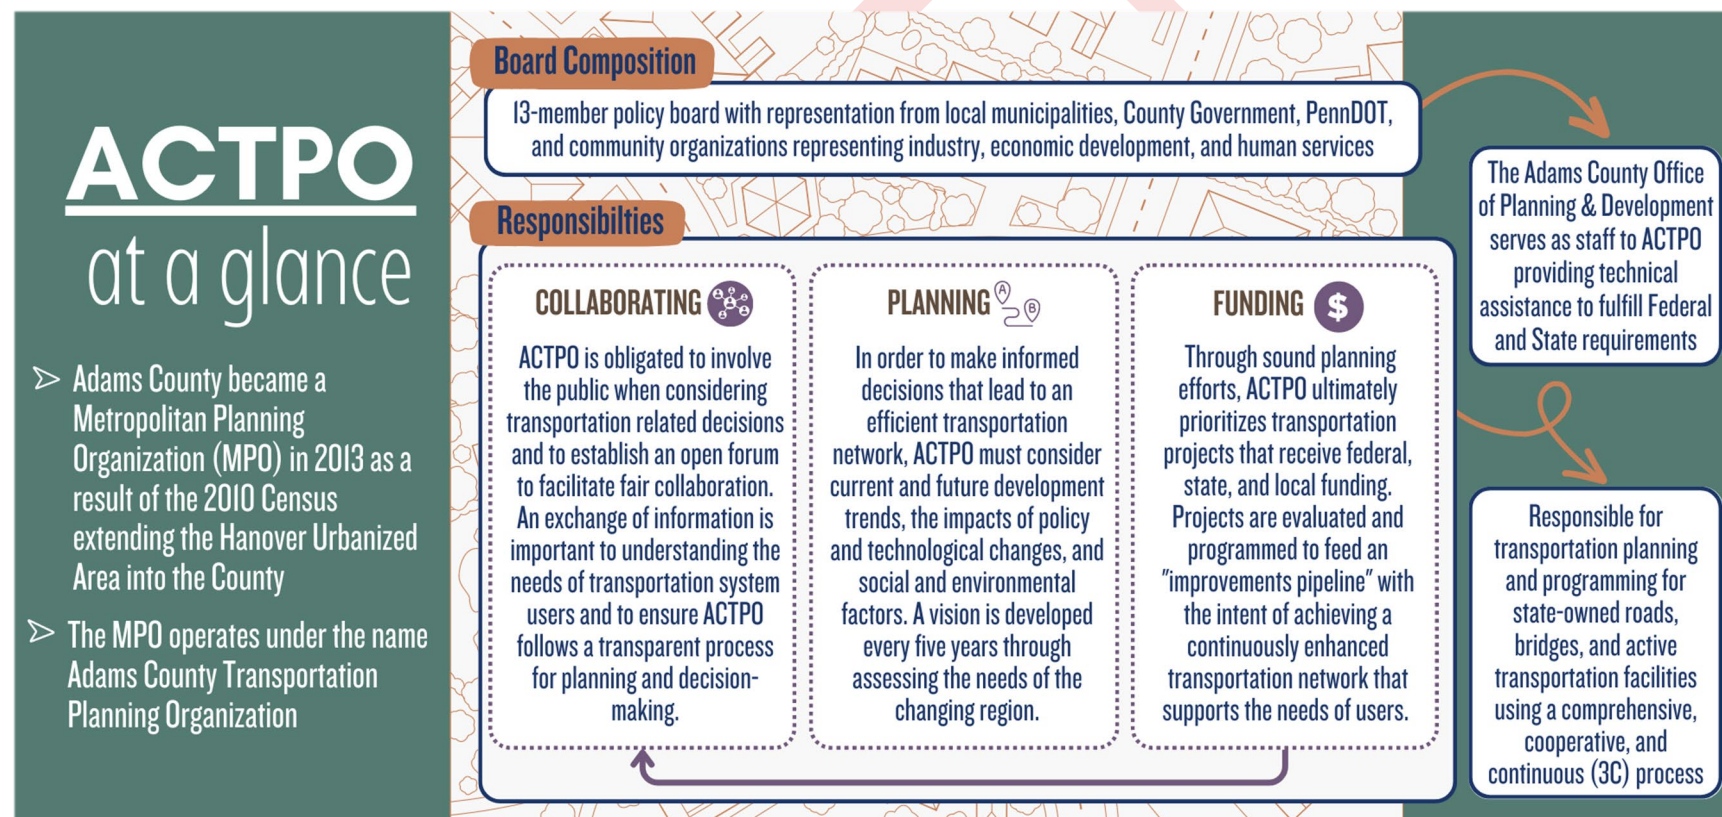 ACTPO
at a glance
Adams County became a
Metropolitan Planning
Organization (MPO) in 2013 as a
result of the 2010 Census
extending the Hanover Urbanized
Area into the County
The MPO operates under the name
Adams County Transportation
Planning Organization
Board Composition
13-member policy board with representation from local municipalities, County Government, PennDOT,
and community organizations representing industry, economic development, and human services
Responsibilties
COLLABORATING
ACTPO is obligated to involve
the public when considering
transportation related decisions
and to establish an open forum
to facilitate fair collaboration.
An exchange of information is
important to understanding the
needs of transportation system
users and to ensure ACTPO
follows a transparent process
for planning and decision-
making.
PLANNING
A
B
In order to make informed
decisions that lead to an
efficient transportation
network, ACTPO must consider
current and future development
trends, the impacts of policy
and technological changes, and
social and environmental
factors. A vision is developed
every five years through
assessing the needs of the
changing region.
FUNDING
$
Through sound planning
efforts, ACTPO ultimately
prioritizes transportation
projects that receive federal,
state, and local funding.
Projects are evaluated and
programmed to feed an
"improvements pipeline" with
the intent of achieving a
continuously enhanced
transportation network that
supports the needs of users.
The Adams County Office
of Planning & Development
serves as staff to ACTPO
providing technical
assistance to fulfill Federal
and State requirements
Responsible for
transportation planning
and programming for
state-owned roads,
bridges, and active
transportation facilities
using a comprehensive,
cooperative, and
continuous (3C) process